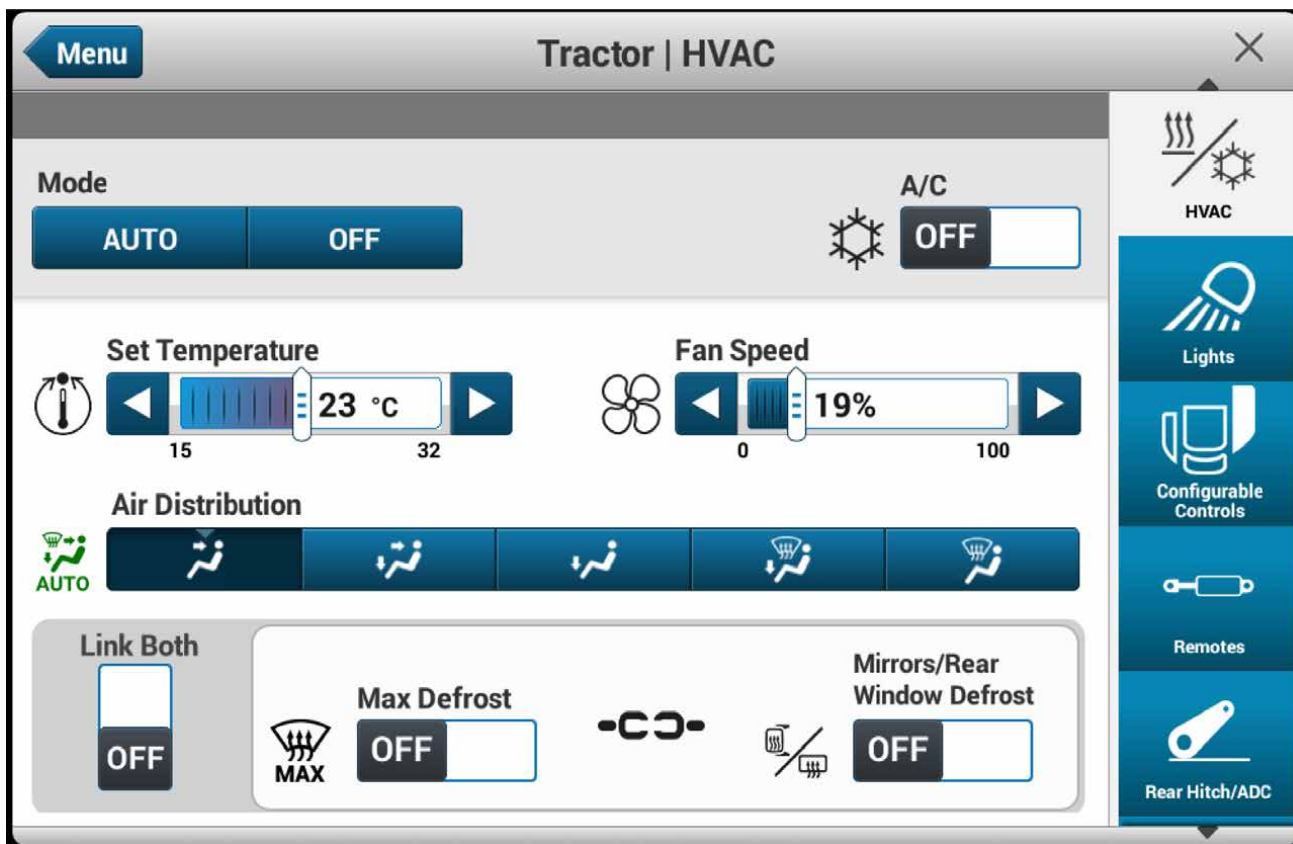 Menu
Tractor | HVAC
Mode
AUTO OFF
A/C
OFF
HVAC
Lights
Set Temperature
23 °C
15 32
Fan Speed
19%
0 100
Configurable
Controls
Air Distribution
AUTO
Remotes
Link Both
OFF
Max Defrost
MAX
OFF
Mirrors/Rear
Window Defrost
OFF
Rear Hitch/ADC